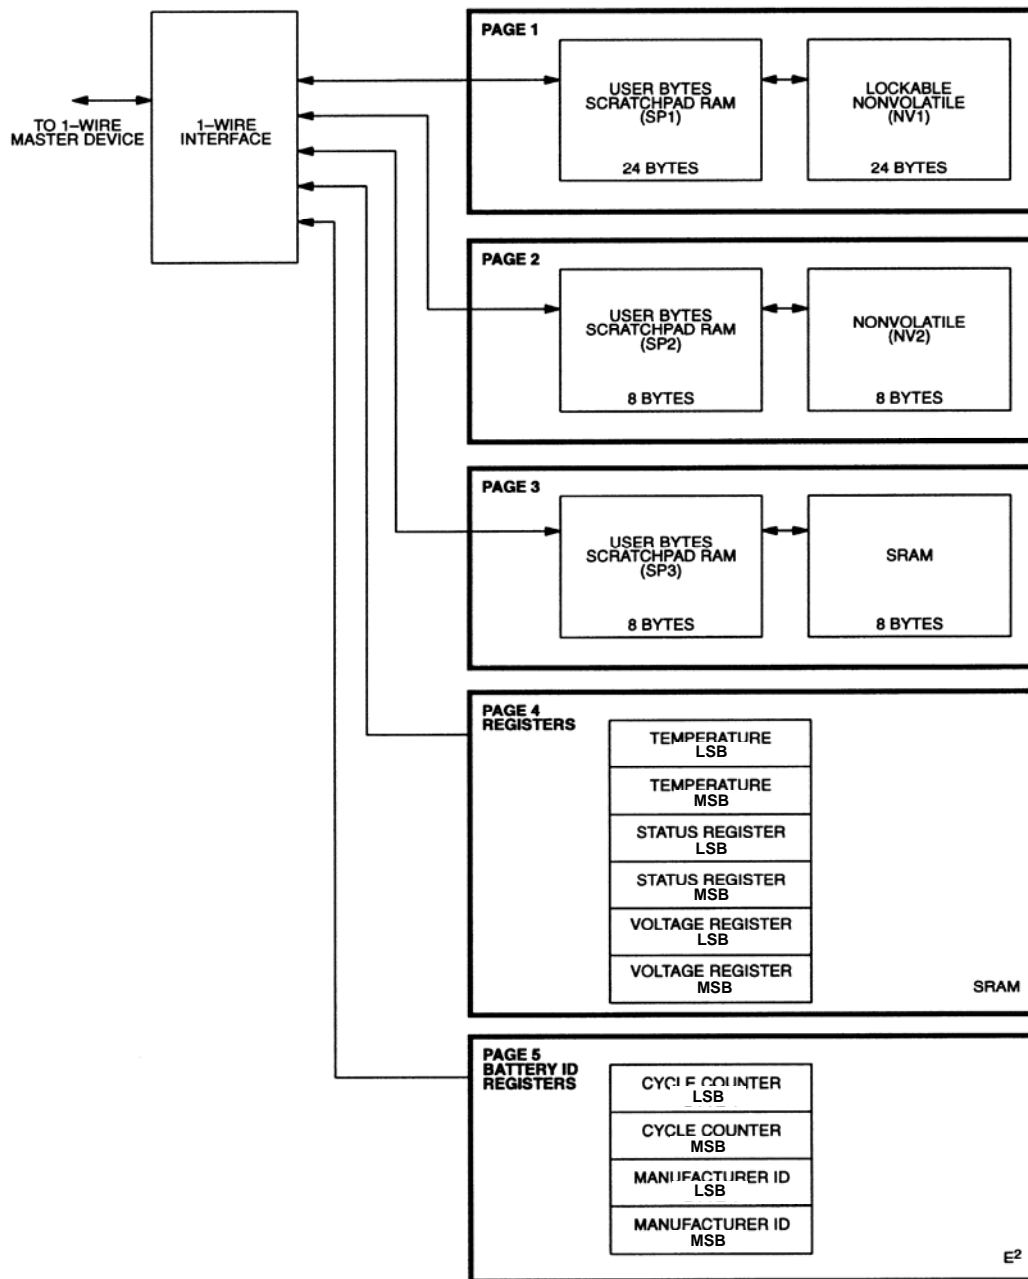 TO 1–WIRE
MASTER DEVICE
1–WIRE
INTERFACE
PAGE 1
USER BYTES
SCRATCHPAD RAM
(SP1)
24 BYTES
LOCKABLE
NONVOLATILE
(NV1)
24 BYTES
PAGE 2
USER BYTES
SCRATCHPAD RAM
(SP2)
8 BYTES
NONVOLATILE
(NV2)
8 BYTES
PAGE 3
USER BYTES
SCRATCHPAD RAM
(SP3)
8 BYTES
SRAM
8 BYTES
PAGE 4
REGISTERS
TEMPERATURE
LSB
TEMPERATURE
MSB
STATUS REGISTER
LSB
STATUS REGISTER
MSB
VOLTAGE REGISTER
LSB
VOLTAGE REGISTER
MSB
SRAM
PAGE 5
BATTERY ID
REGISTERS
CYCLE COUNTER
LSB
CYCLE COUNTER
MSB
MANUFACTURER ID
LSB
MANUFACTURER ID
MSB
E²